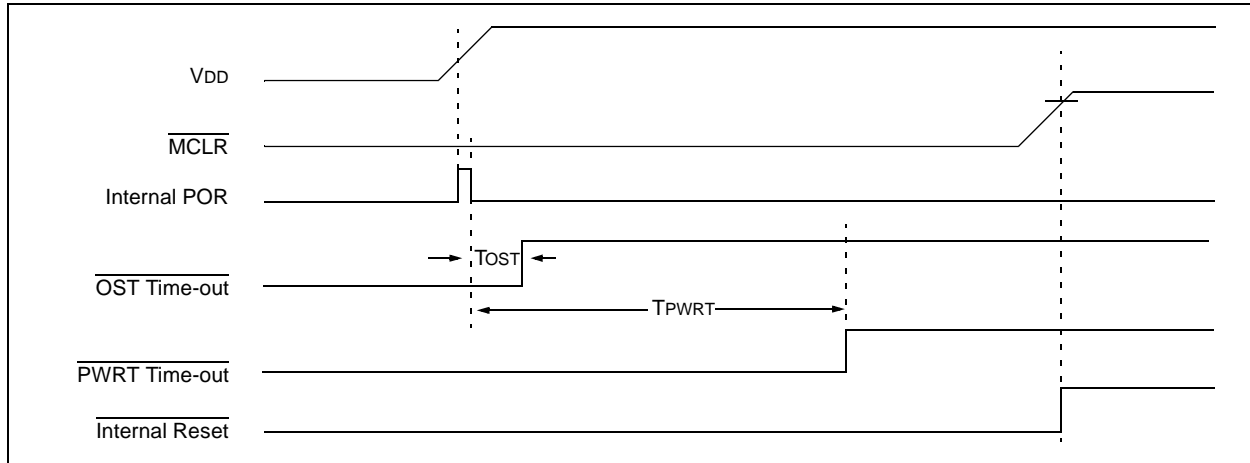 VDD
MCLR
Internal POR
TOST
OST Time-out
TPWRT
PWRT Time-out
Internal Reset